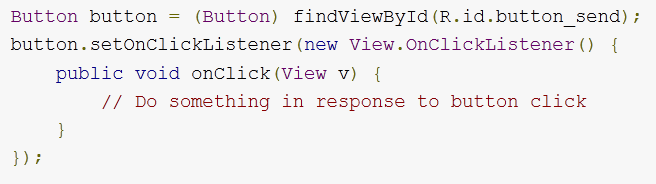 Button button = (Button) findViewById(R.id.button_send);
button.setOnClickListener(new View.OnClickListener() {
    public void onClick(View v) {
        // Do something in response to button click
    }
});